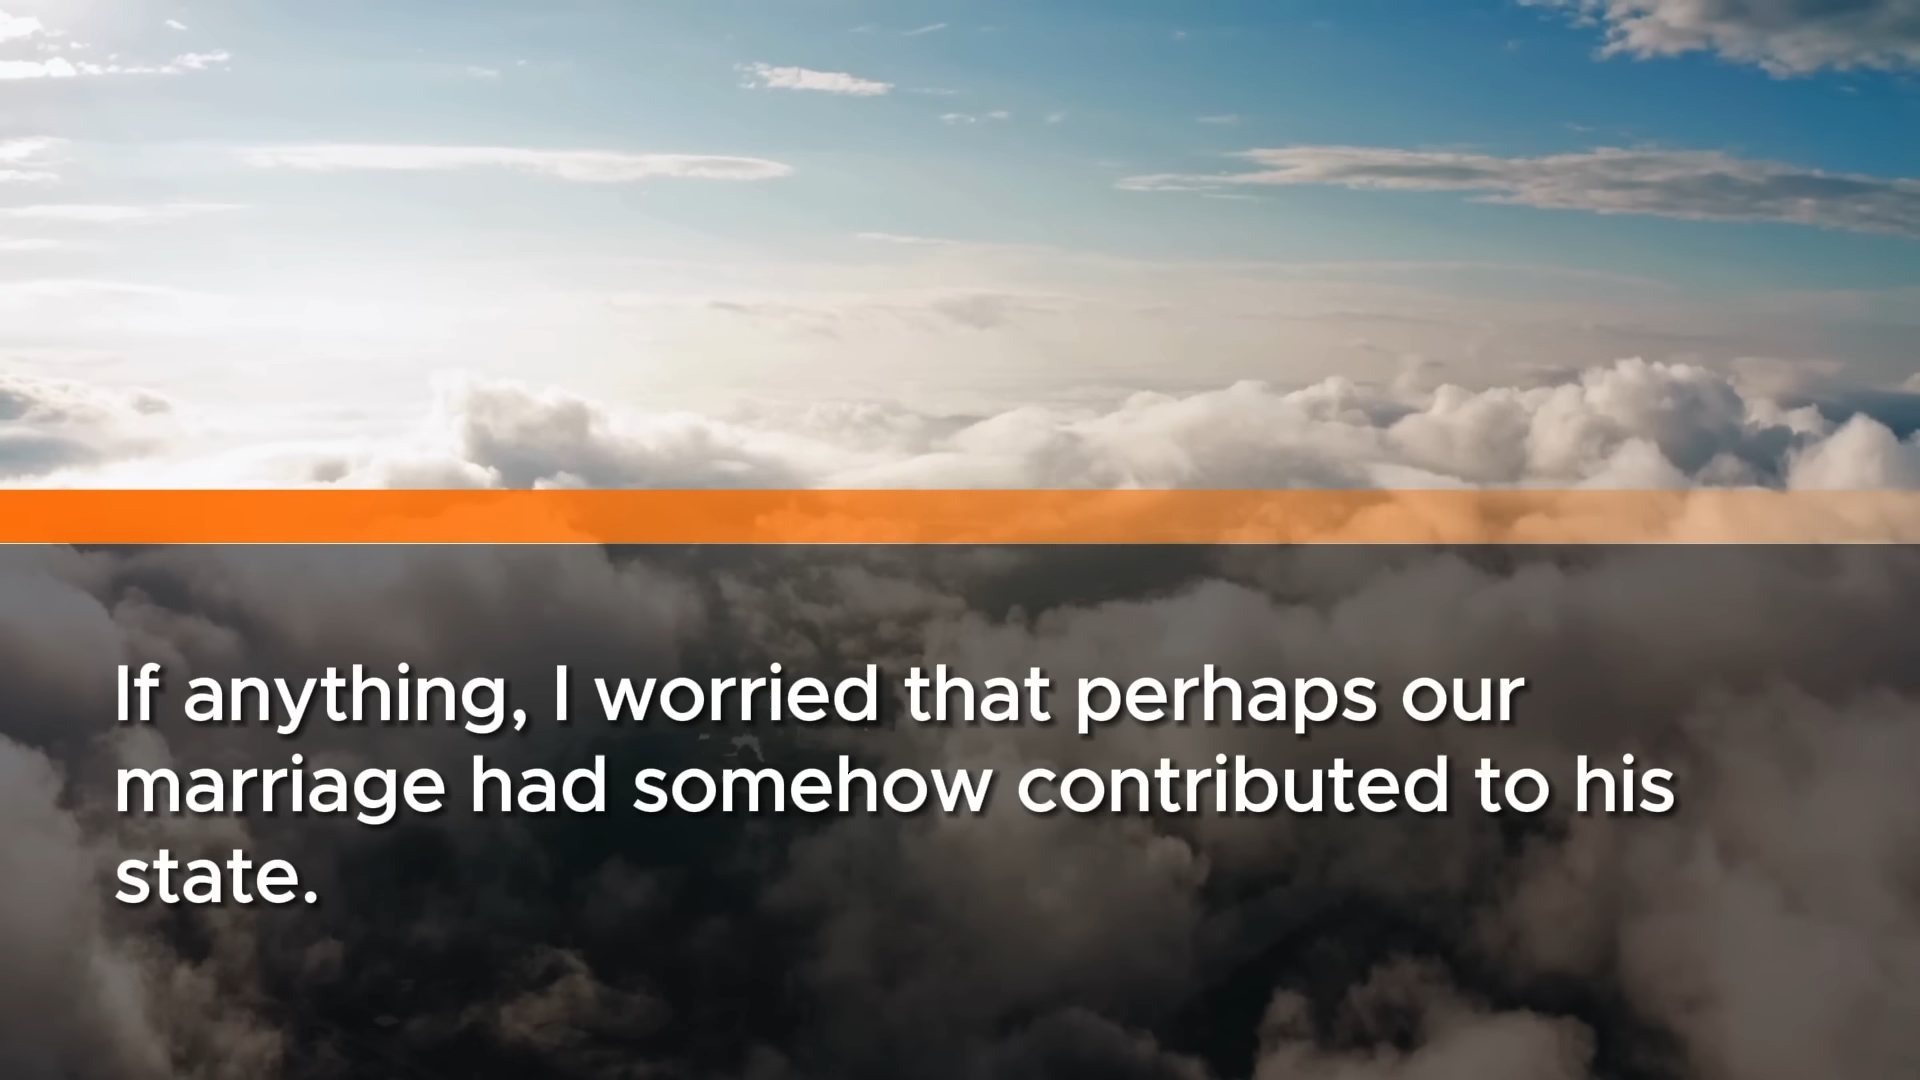 If anything, I worried that perhaps our
marriage had somehow contributed to his
state.